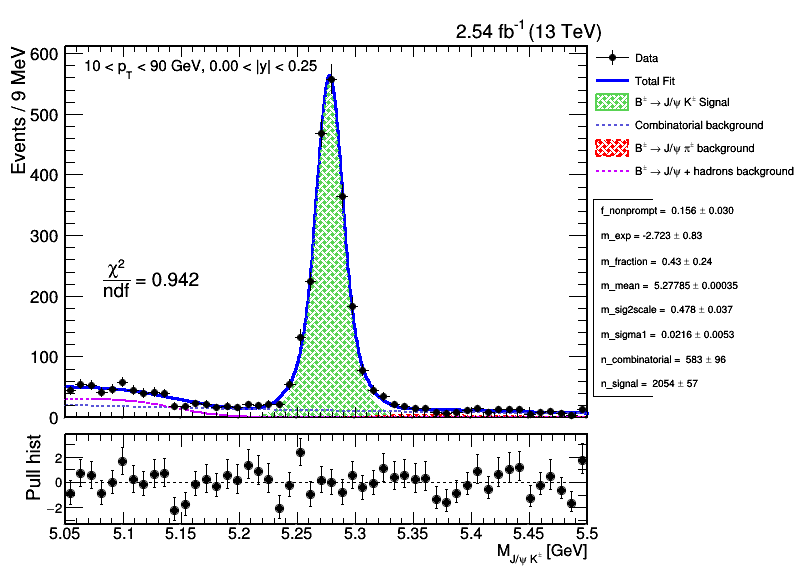 2.54 fb⁻¹ (13 TeV)
Events / 9 MeV
600
500
400
300
200
100
0
10 < p_T < 90 GeV, 0.00 < |y| < 0.25
χ²/ndf = 0.942
Data
Total Fit
B± → J/ψ K± Signal
Combinatorial background
B± → J/ψ π± background
B± → J/ψ + hadrons background
f_nonprompt = 0.156 ± 0.030
m_exp = -2.723 ± 0.83
m_fraction = 0.43 ± 0.24
m_mean = 5.27785 ± 0.00035
m_sig2scale = 0.478 ± 0.037
m_sigma1 = 0.0216 ± 0.0053
n_combinatorial = 583 ± 96
n_signal = 2054 ± 57
Pull hist
2
0
−2
5.05 5.1 5.15 5.2 5.25 5.3 5.35 5.4 5.45 5.5
M_J/ψ K± [GeV]